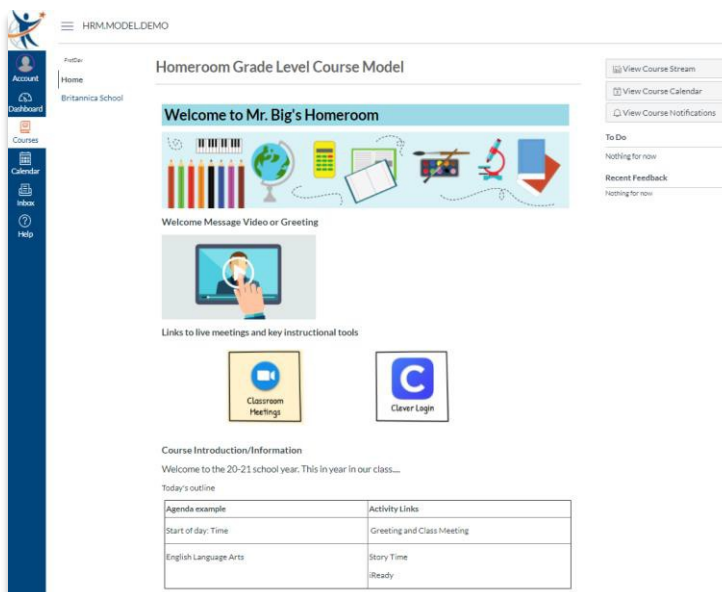 HRM.MODEL.DEMO
Account
Dashboard
Courses
Calendar
Inbox
Help
Home
Britannica School
Homeroom Grade Level Course Model
Welcome to Mr. Big's Homeroom
Welcome Message Video or Greeting
Links to live meetings and key instructional tools
Classroom
Meetings
C
Clever Login
Course Introduction/Information
Welcome to the 20-21 school year. This in year in our class....
Today's outline
Agenda example
Activity Links
Start of day: Time
Greeting and Class Meeting
English Language Arts
Story Time
iReady
View Course Stream
View Course Calendar
View Course Notifications
To Do
Nothing for now
Recent Feedback
Nothing for now